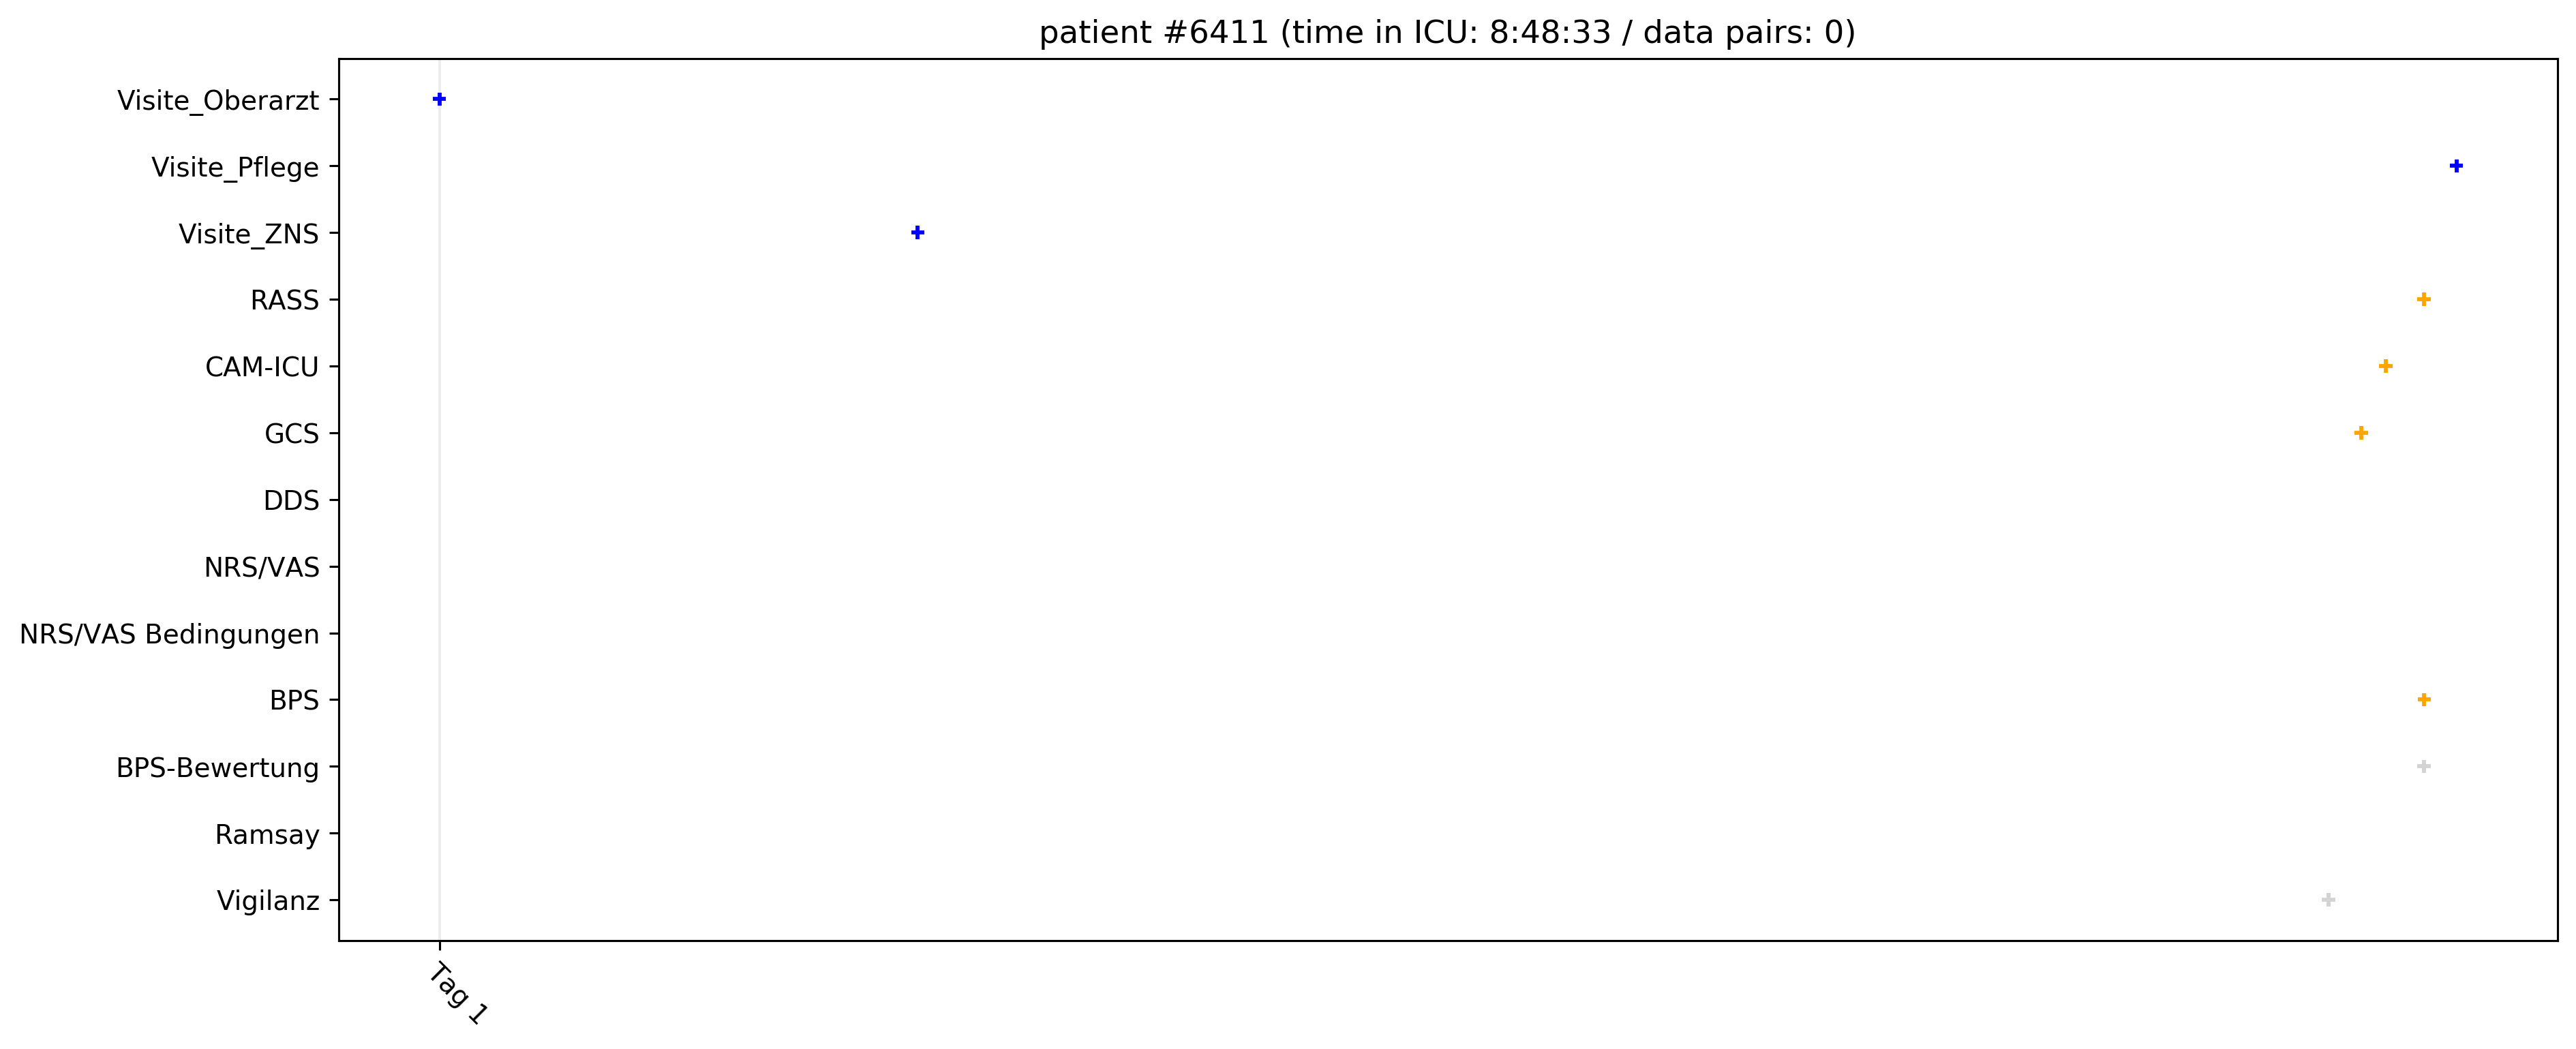 patient #6411 (time in ICU: 8:48:33 / data pairs: 0)
Visite_Oberarzt
Visite_Pflege
Visite_ZNS
RASS
CAM-ICU
GCS
DDS
NRS/VAS
NRS/VAS Bedingungen
BPS
BPS-Bewertung
Ramsay
Vigilanz
Tag 1